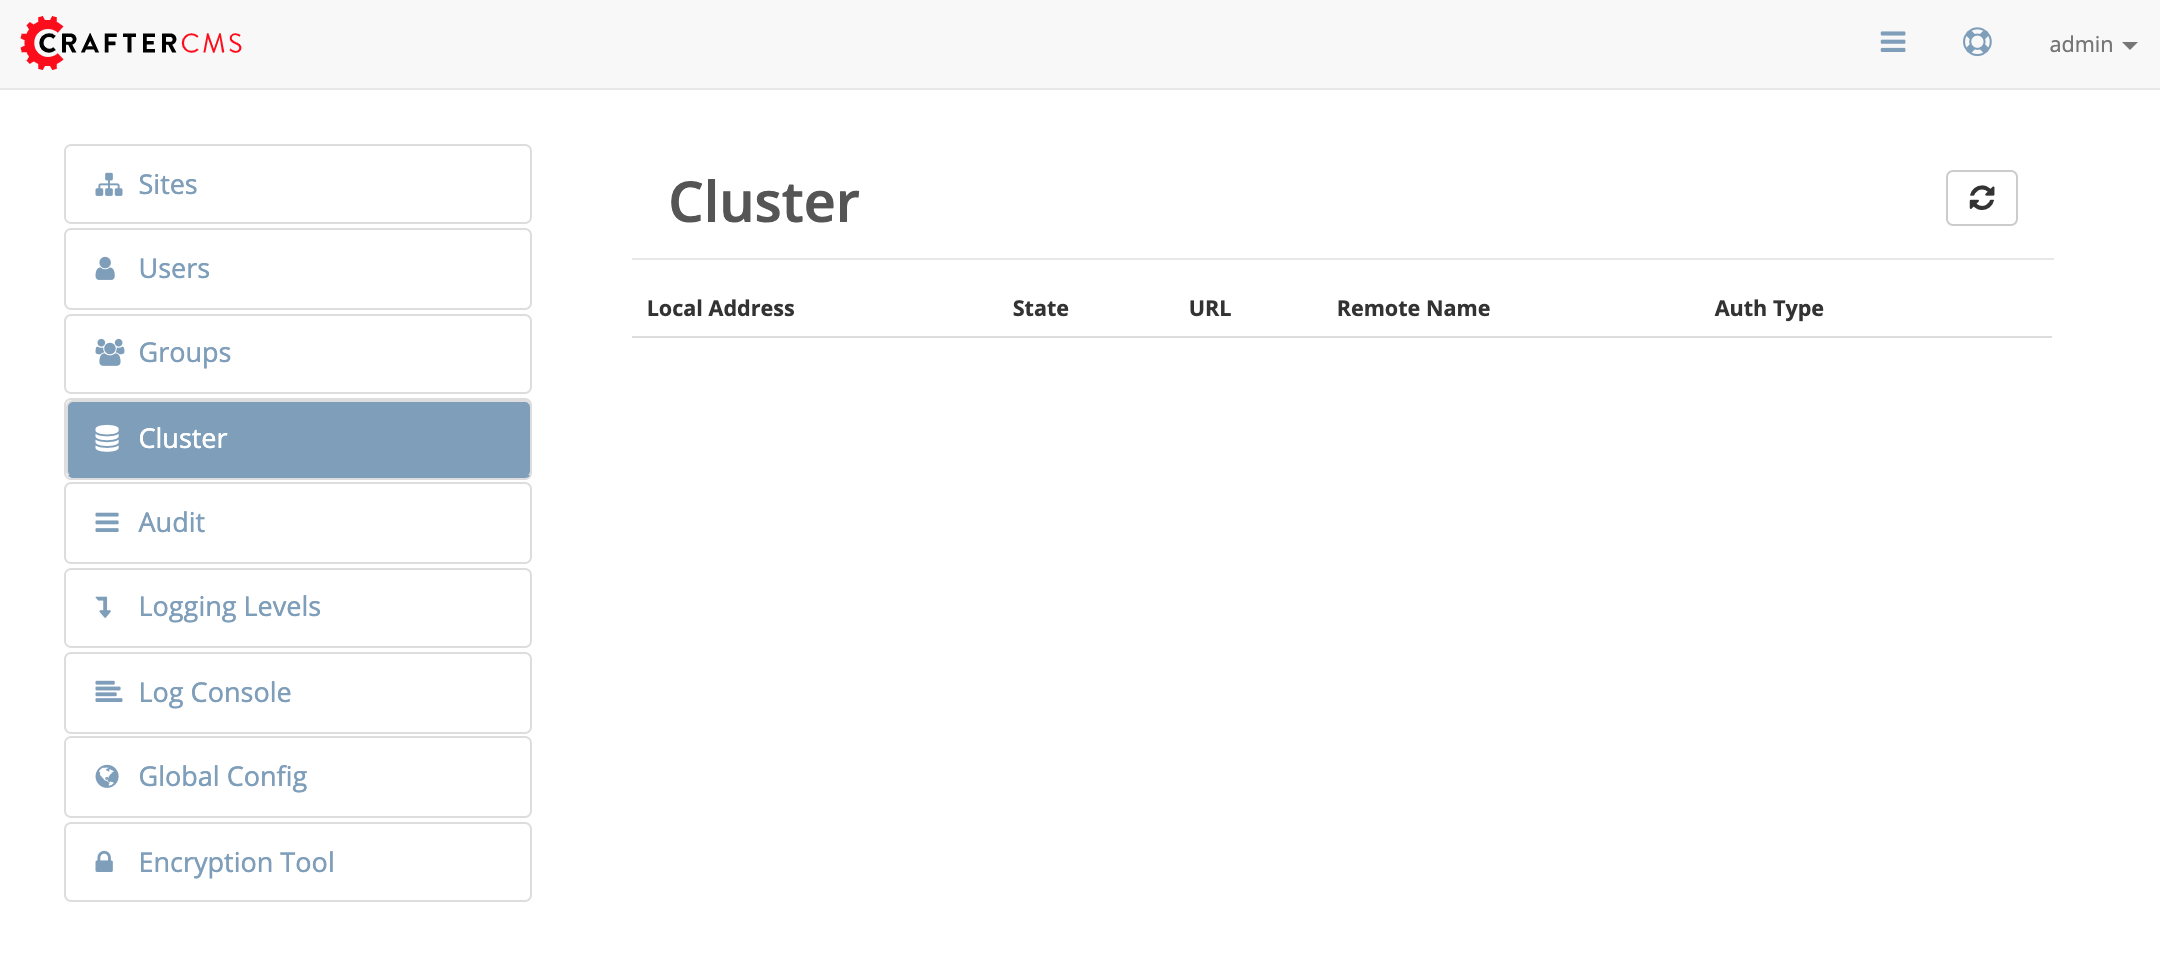 CRAFTERCMS
admin
Sites
Users
Groups
Cluster
Audit
Logging Levels
Log Console
Global Config
Encryption Tool
Cluster
Local Address State URL Remote Name Auth Type